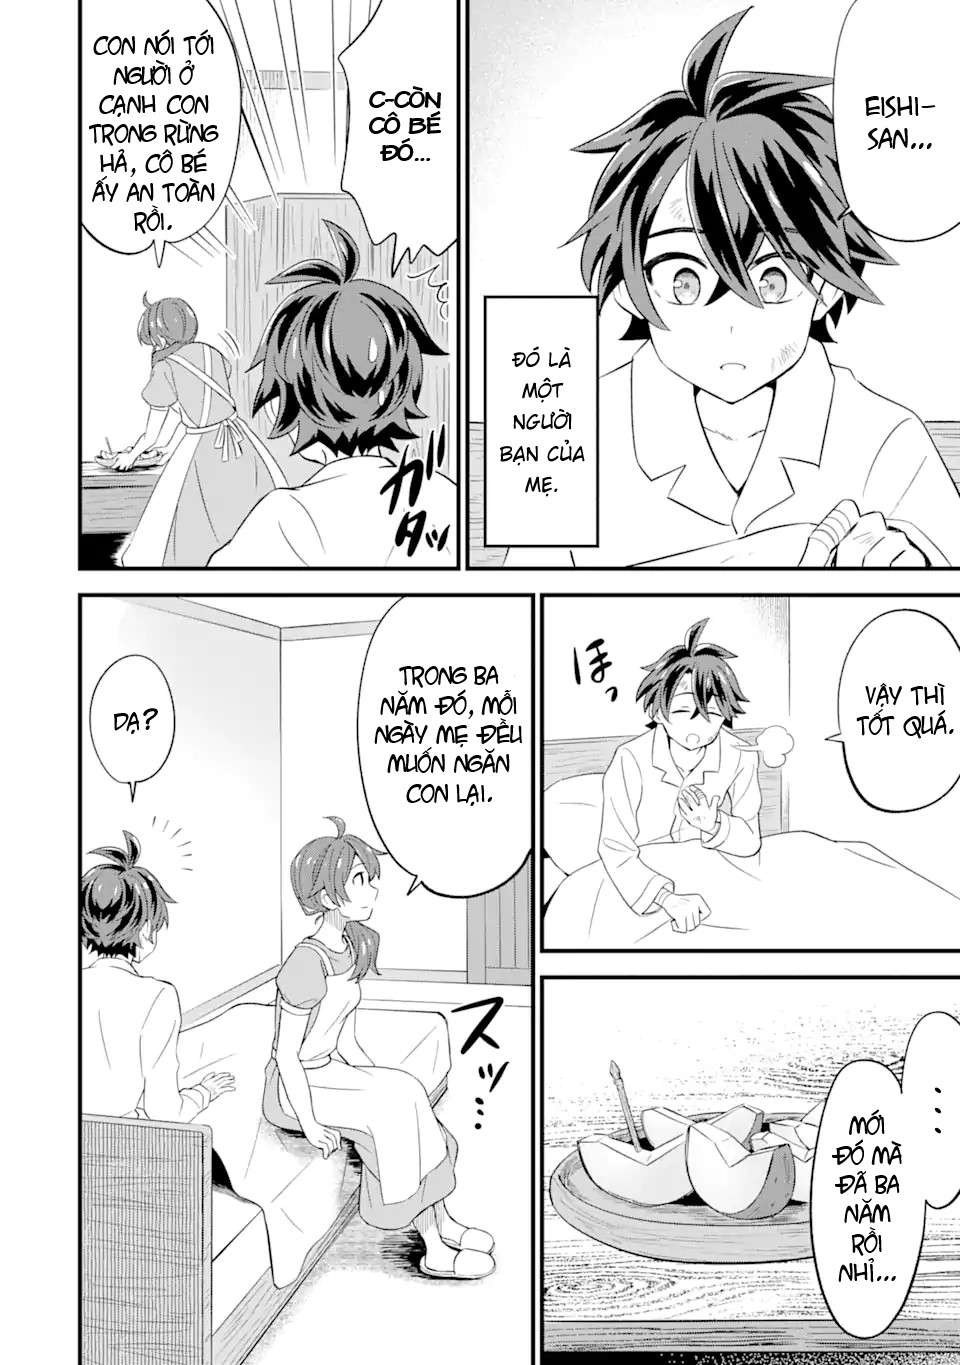 EISHI-
SAN...
ĐÓ LÀ
MỘT
NGƯỜI
BẠN CỦA
MẸ.
C-CÒN
CÔ BÉ
ĐÓ...
ガタッ
CON NÓI TỚI
NGƯỜI Ở
CẠNH CON
TRONG RỪNG
HẢ, CÔ BÉ
ẤY AN TOÀN
RỒI.
VẬY THÌ
TỐT QUÁ.
ほっ
...
MỚI
ĐÓ MÀ
ĐÃ BA
NĂM
RỒI
NHỈ...
TRONG BA
NĂM ĐÓ, MỖI
NGÀY MẸ ĐỀU
MUỐN NGĂN
CON LẠI.
ス...
DẠ?